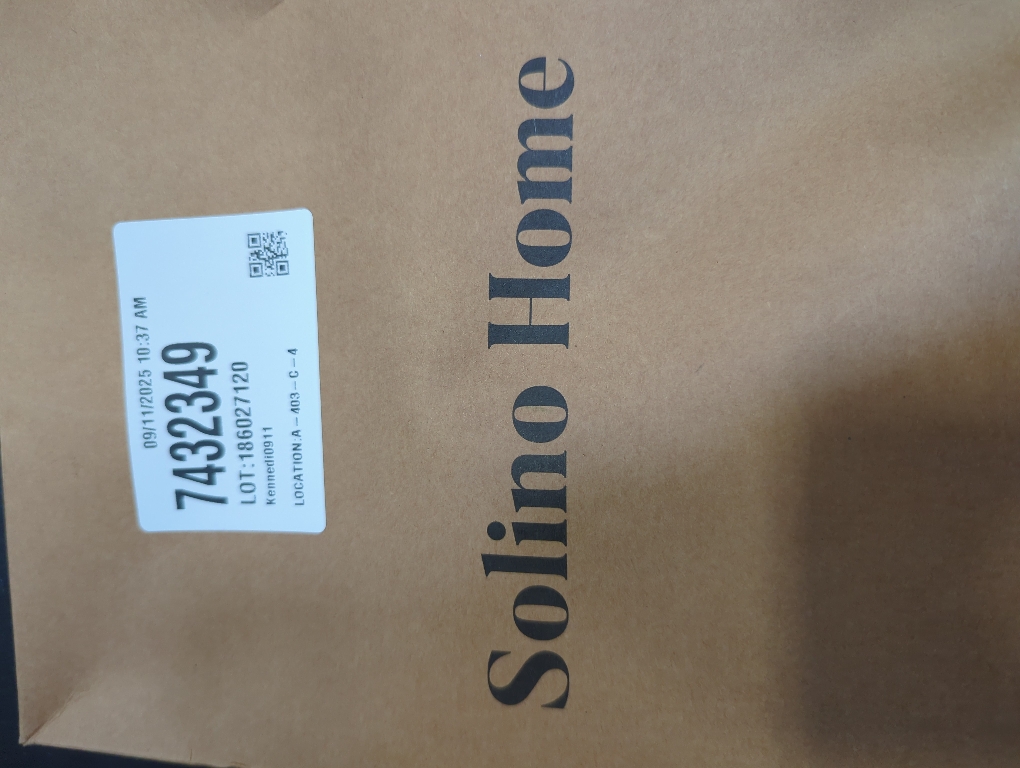 09/11/2025 10:37 AM
7432349
LOT:186027120
Kennedi0911
LOCATION:A-403-C-4
Solino Home